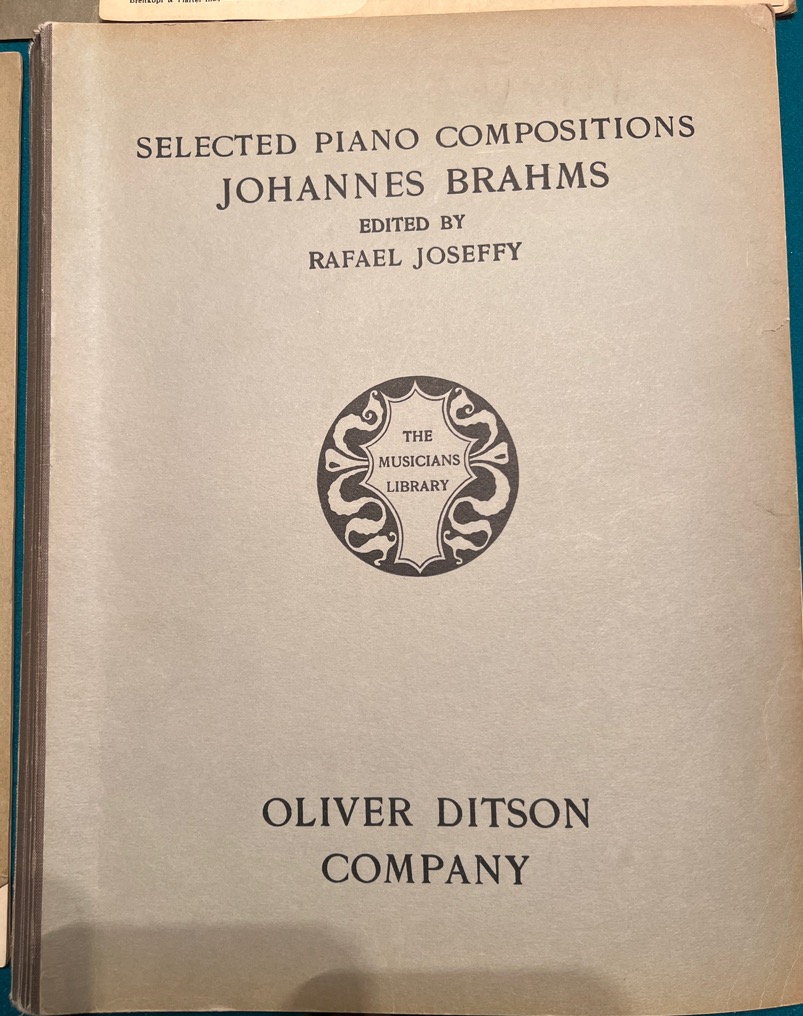 SELECTED PIANO COMPOSITIONS
JOHANNES BRAHMS
EDITED BY
RAFAEL JOSEFFY
THE
MUSICIANS
LIBRARY
OLIVER DITSON
COMPANY